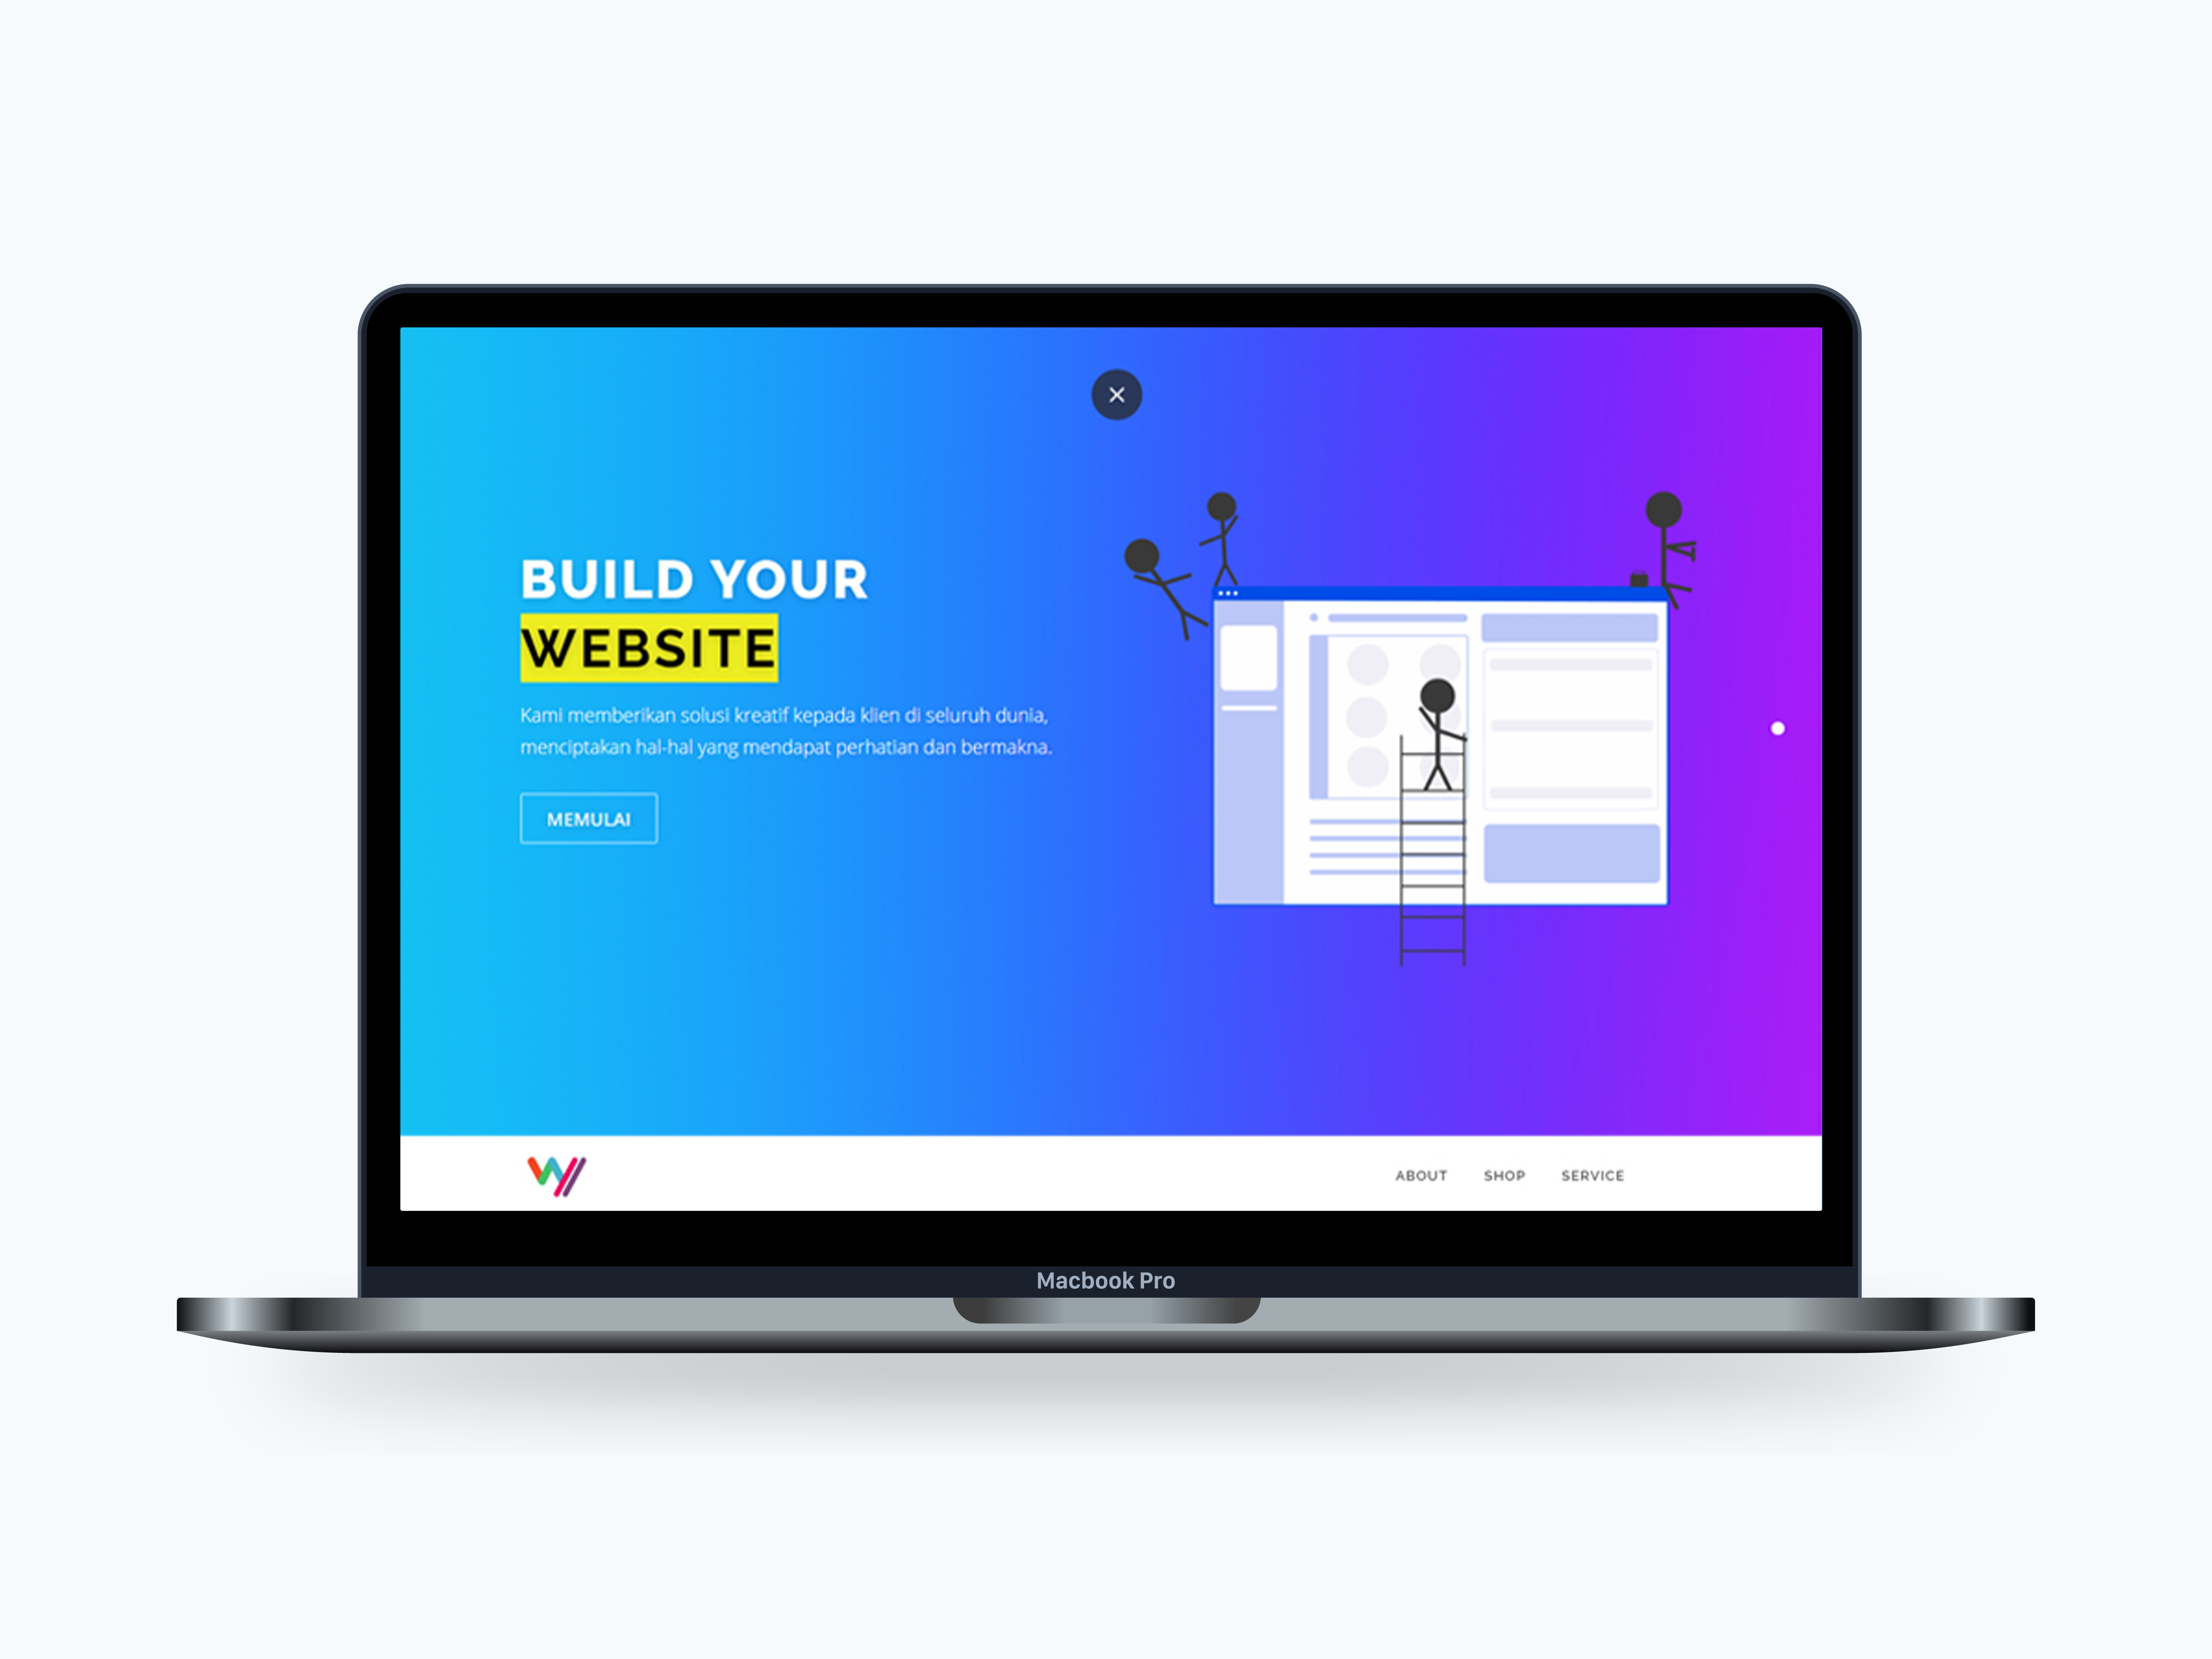 BUILD YOUR
WEBSITE
Kami memberikan solusi kreatif kepada klien di seluruh dunia,
menciptakan hal-hal yang mendapat perhatian dan bermakna.
MEMULAI
ABOUT SHOP SERVICE
Macbook Pro